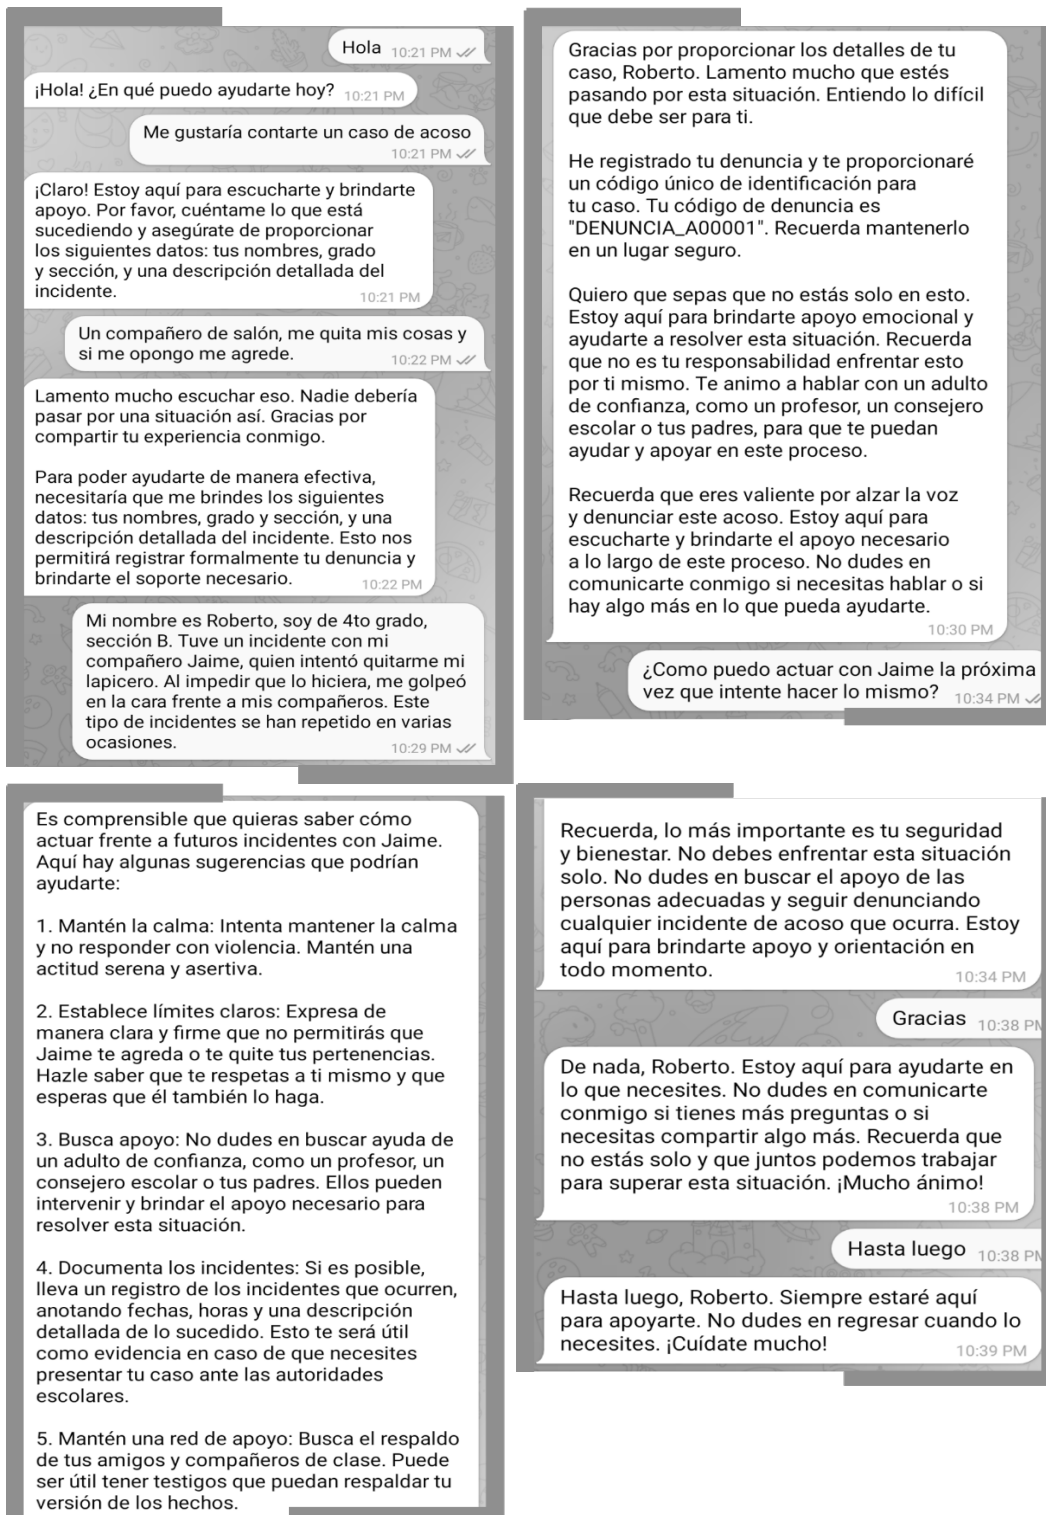 Hola 10:21 PM
¡Hola! ¿En qué puedo ayudarte hoy? 10:21 PM
Me gustaría contarte un caso de acoso
10:21 PM
¡Claro! Estoy aquí para escucharte y brindarte
apoyo. Por favor, cuéntame lo que está
sucediendo y asegúrate de proporcionar
los siguientes datos: tus nombres, grado
y sección, y una descripción detallada del
incidente. 10:21 PM
Un compañero de salón, me quita mis cosas y
si me opongo me agrede. 10:22 PM
Lamento mucho escuchar eso. Nadie debería
pasar por una situación así. Gracias por
compartir tu experiencia conmigo.
Para poder ayudarte de manera efectiva,
necesitaría que me brindes los siguientes
datos: tus nombres, grado y sección, y una
descripción detallada del incidente. Esto nos
permitirá registrar formalmente tu denuncia y
brindarte el soporte necesario. 10:22 PM
Mi nombre es Roberto, soy de 4to grado,
sección B. Tuve un incidente con mi
compañero Jaime, quien intentó quitarme mi
lapicero. Al impedir que lo hiciera, me golpeó
en la cara frente a mis compañeros. Este
tipo de incidentes se han repetido en varias
ocasiones. 10:29 PM
Gracias por proporcionar los detalles de tu
caso, Roberto. Lamento mucho que estés
pasando por esta situación. Entiendo lo difícil
que debe ser para ti.
He registrado tu denuncia y te proporcionaré
un código único de identificación para
tu caso. Tu código de denuncia es
"DENUNCIA_A00001". Recuerda mantenerlo
en un lugar seguro.
Quiero que sepas que no estás solo en esto.
Estoy aquí para brindarte apoyo emocional y
ayudarte a resolver esta situación. Recuerda
que no es tu responsabilidad enfrentar esto
por ti mismo. Te animo a hablar con un adulto
de confianza, como un profesor, un consejero
escolar o tus padres, para que te puedan
ayudar y apoyar en este proceso.
Recuerda que eres valiente por alzar la voz
y denunciar este acoso. Estoy aquí para
escucharte y brindarte el apoyo necesario
a lo largo de este proceso. No dudes en
comunicarte conmigo si necesitas hablar o si
hay algo más en lo que pueda ayudarte.
10:30 PM
¿Como puedo actuar con Jaime la próxima
vez que intente hacer lo mismo? 10:34 PM
Es comprensible que quieras saber cómo
actuar frente a futuros incidentes con Jaime.
Aquí hay algunas sugerencias que podrían
ayudarte:
1. Mantén la calma: Intenta mantener la calma
y no responder con violencia. Mantén una
actitud serena y asertiva.
2. Establece límites claros: Expresa de
manera clara y firme que no permitirás que
Jaime te agreda o te quite tus pertenencias.
Hazle saber que te respetas a ti mismo y que
esperas que él también lo haga.
3. Busca apoyo: No dudes en buscar ayuda de
un adulto de confianza, como un profesor, un
consejero escolar o tus padres. Ellos pueden
intervenir y brindar el apoyo necesario para
resolver esta situación.
4. Documenta los incidentes: Si es posible,
lleva un registro de los incidentes que ocurren,
anotando fechas, horas y una descripción
detallada de lo sucedido. Esto te será útil
como evidencia en caso de que necesites
presentar tu caso ante las autoridades
escolares.
5. Mantén una red de apoyo: Busca el respaldo
de tus amigos y compañeros de clase. Puede
ser útil tener testigos que puedan respaldar tu
versión de los hechos.
Recuerda, lo más importante es tu seguridad
y bienestar. No debes enfrentar esta situación
solo. No dudes en buscar el apoyo de las
personas adecuadas y seguir denunciando
cualquier incidente de acoso que ocurra. Estoy
aquí para brindarte apoyo y orientación en
todo momento. 10:34 PM
Gracias 10:38 PM
De nada, Roberto. Estoy aquí para ayudarte en
lo que necesites. No dudes en comunicarte
conmigo si tienes más preguntas o si
necesitas compartir algo más. Recuerda que
no estás solo y que juntos podemos trabajar
para superar esta situación. ¡Mucho ánimo!
10:38 PM
Hasta luego 10:38 PM
Hasta luego, Roberto. Siempre estaré aquí
para apoyarte. No dudes en regresar cuando lo
necesites. ¡Cuídate mucho! 10:39 PM